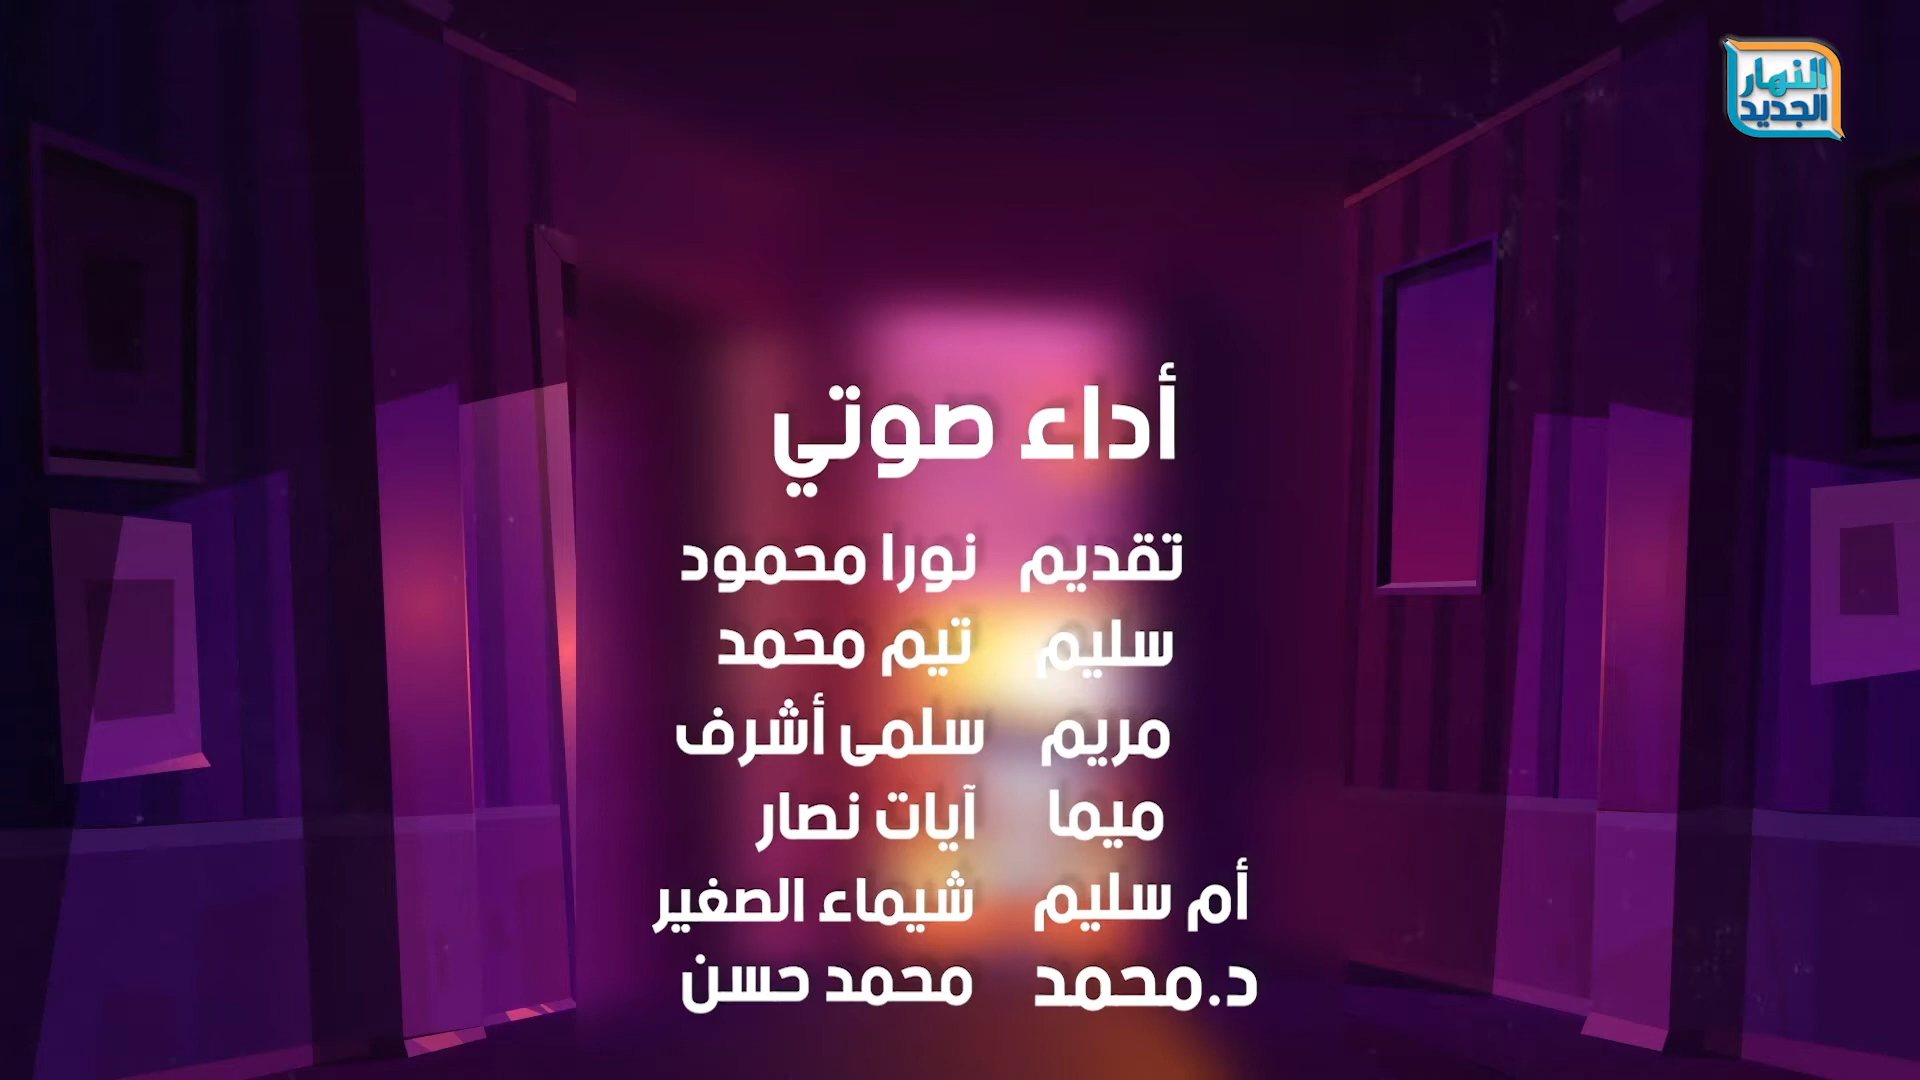 النهار
الجديد
أداء صوتي
تقديم نورا محمود
سليم تيم محمد
مريم سلمى أشرف
ميما آيات نصار
أم سليم شيماء الصغير
د.محمد محمد حسن